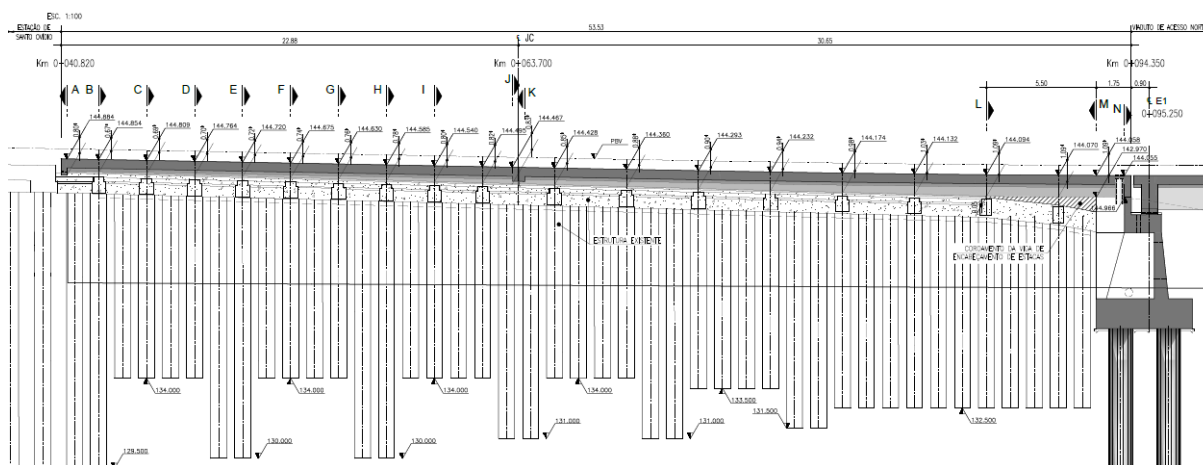 ESC. 1:100
ESTAÇÃO DE
SANTO OVÍDIO
53.53
VIADUTO DE ACESSO NORT
22.88
JC
30.65
Km 0+040.820
Km 0+063.700
Km 0+094.350
J
K
5.50
1.75
0.90
A
B
C
D
E
F
G
H
I
L
M
N
E1
0+095.250
144.884
144.854
144.809
144.764
144.720
144.675
144.630
144.585
144.540
144.495
144.467
144.428
PBV
144.360
144.293
144.232
144.174
144.132
144.094
144.070
144.058
142.970
144.055
ESTRUTURA EXISTENTE
COROAMENTO DA VIGA DE
ENCABEÇAMENTO DE ESTACAS
134.000
134.000
134.000
134.000
133.500
131.500
132.500
131.000
131.000
130.000
130.000
129.500